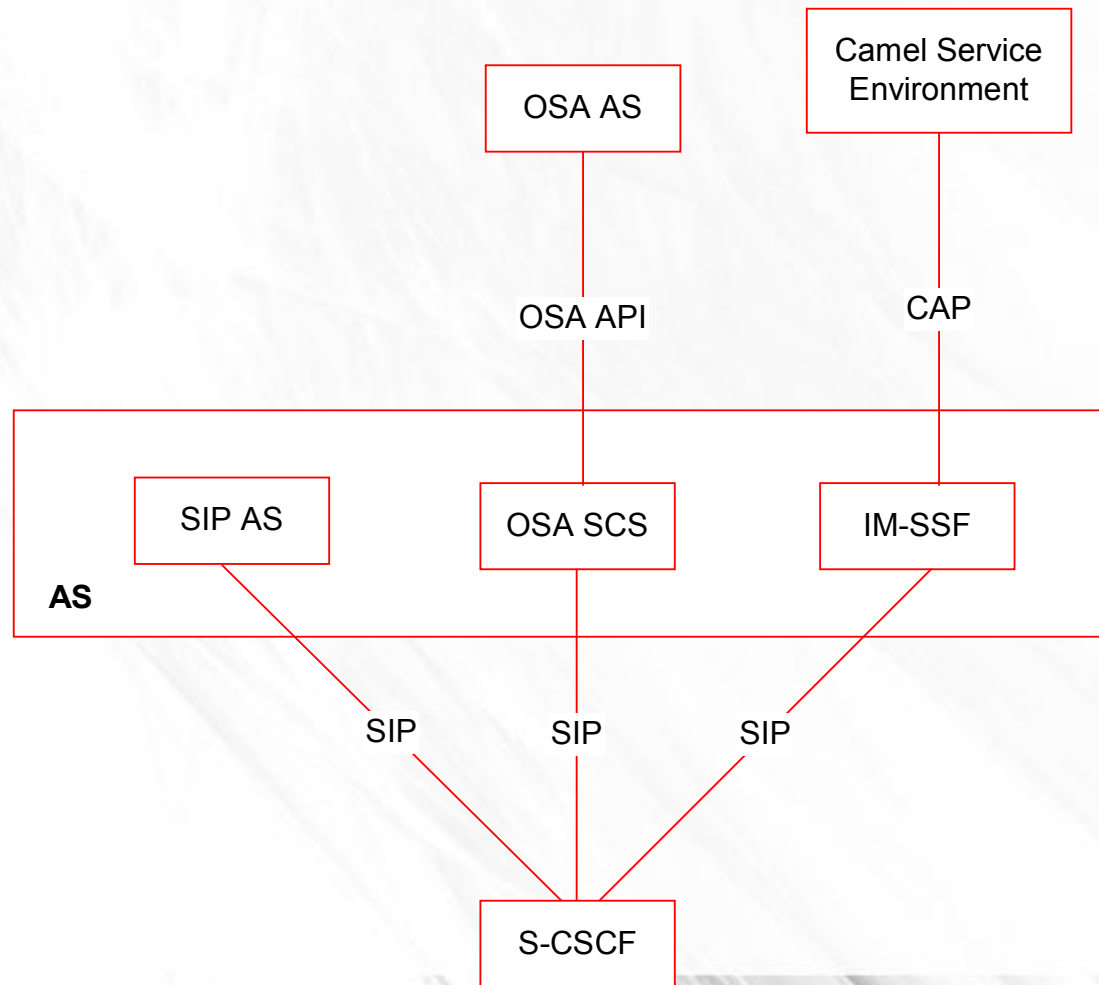 Camel Service
Environment
OSA AS
OSA API
CAP
SIP AS
OSA SCS
IM-SSF
AS
SIP
SIP
SIP
S-CSCF